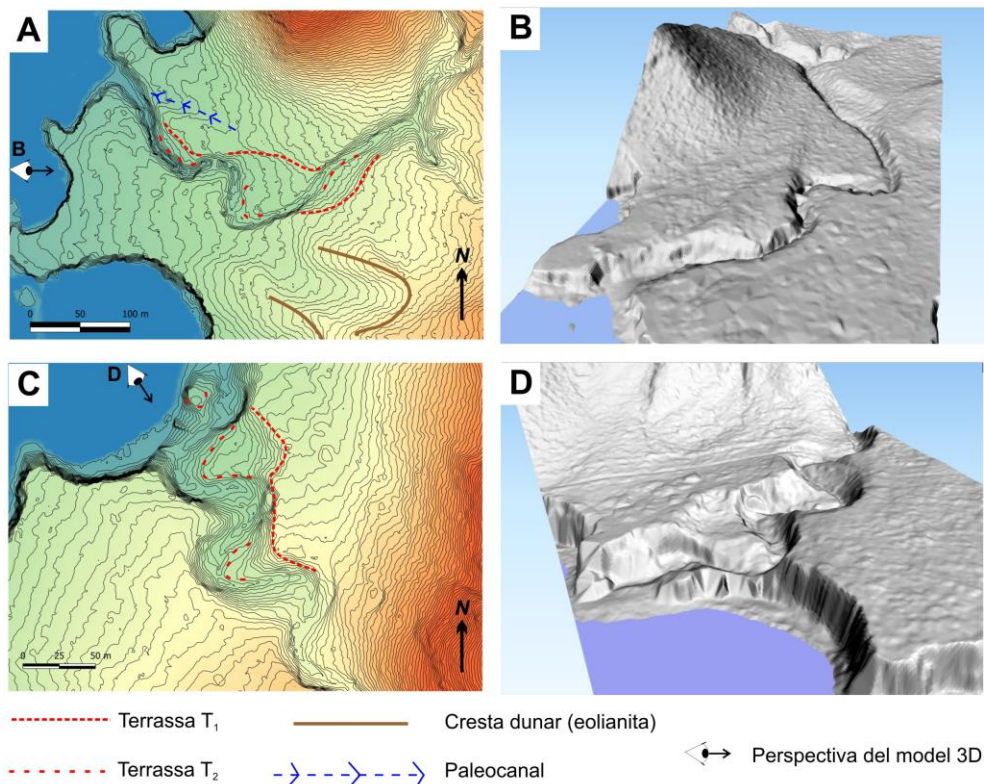 A
B
B
N
0 50 100 m
C
D
D
N
0 25 50 m
Terrassa T₁
Cresta dunar (eolianita)
Terrassa T₂
Paleocanal
Perspectiva del model 3D